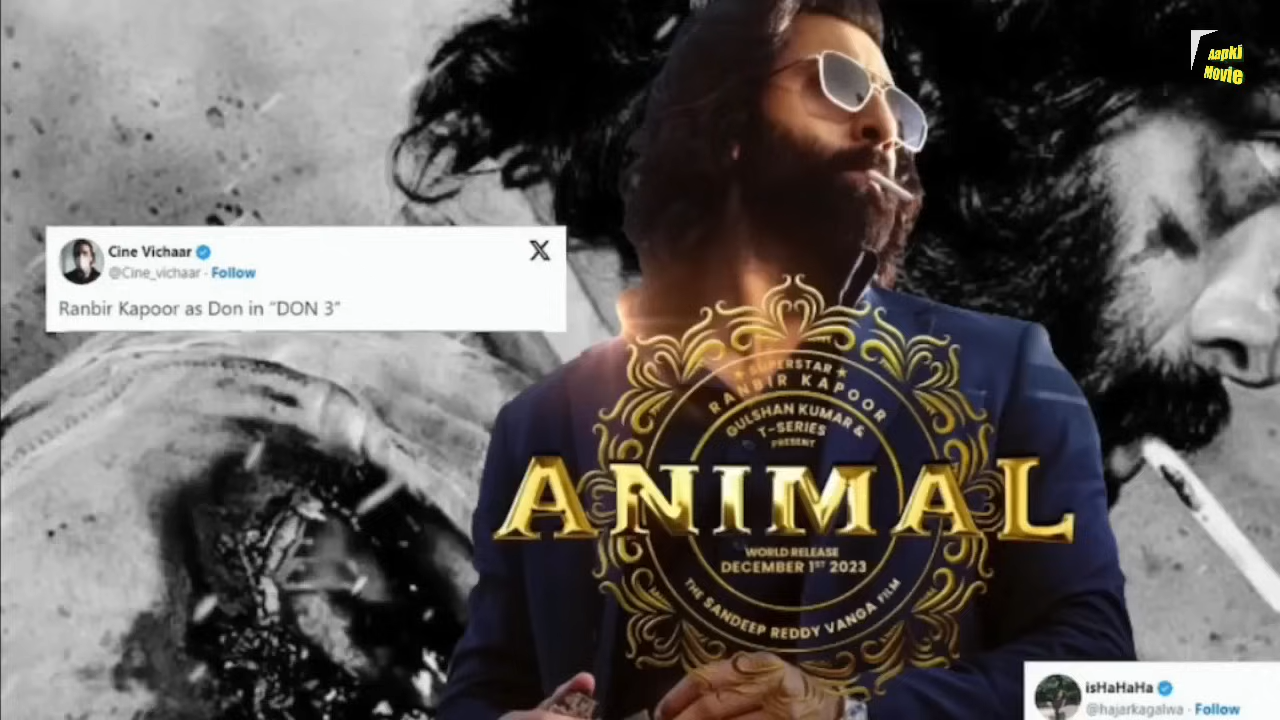 Aapki
Movie
Cine Vichaar
@Cine_vichaar · Follow
X
Ranbir Kapoor as Don in “DON 3”
★ SUPERSTAR ★
RANBIR KAPOOR
GULSHAN KUMAR &
T-SERIES
PRESENT
ANIMAL
WORLD RELEASE
DECEMBER 1ST 2023
THE SANDEEP REDDY VANGA FILM
isHaHaHa
@hajarkagalwa · Follow